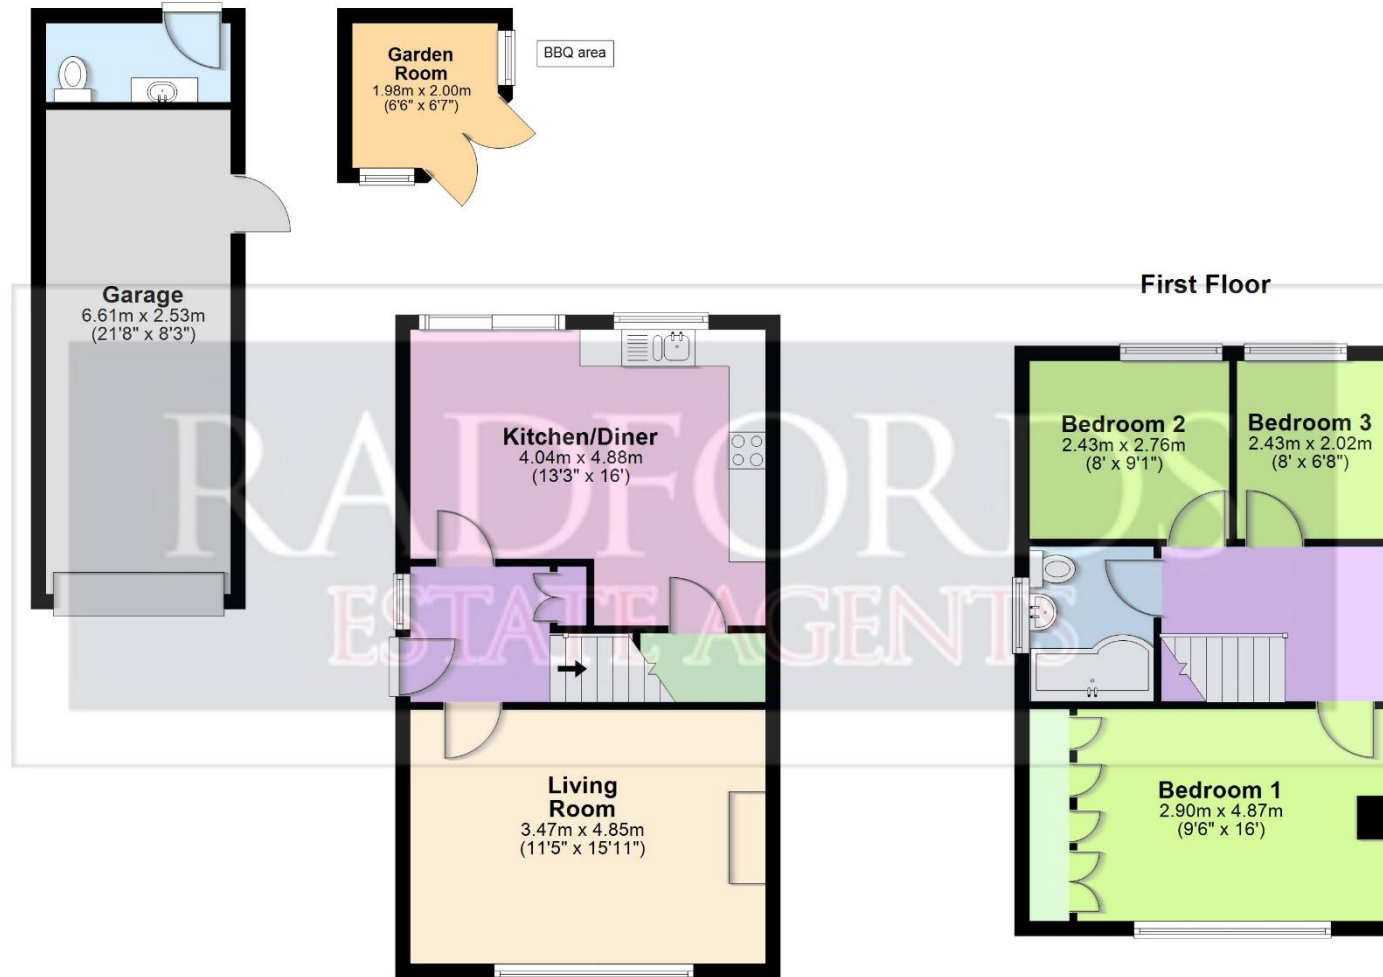 Garden
Room
1.98m x 2.00m
(6'6" x 6'7")
BBQ area
Garage
6.61m x 2.53m
(21'8" x 8'3")
First Floor
Kitchen/Diner
4.04m x 4.88m
(13'3" x 16')
Bedroom 2
2.43m x 2.76m
(8' x 9'1")
Bedroom 3
2.43m x 2.02m
(8' x 6'8")
RADFORDS
ESTATE AGENTS
Living
Room
3.47m x 4.85m
(11'5" x 15'11")
Bedroom 1
2.90m x 4.87m
(9'6" x 16')